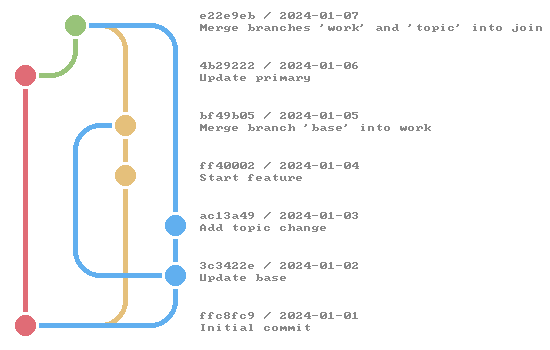 e22e9eb / 2024-01-07
Merge branches 'work' and 'topic' into join
4b29222 / 2024-01-06
Update primary
bf49b05 / 2024-01-05
Merge branch 'base' into work
ff40002 / 2024-01-04
Start feature
ac13a49 / 2024-01-03
Add topic change
3c3422e / 2024-01-02
Update base
ffc8fc9 / 2024-01-01
Initial commit